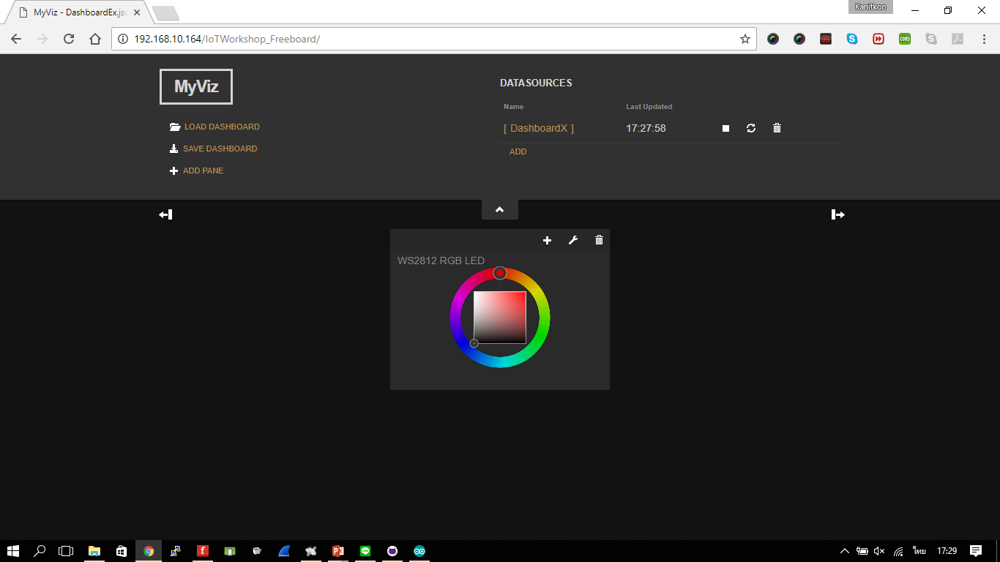 MyViz - DashboardEx.jsc
Kanitkon
192.168.10.164/IoTWorkshop_Freeboard/
CORS
MyViz
LOAD DASHBOARD
SAVE DASHBOARD
ADD PANE
DATASOURCES
Name Last Updated
[ DashboardX ] 17:27:58
ADD
WS2812 RGB LED
ไทย 17:29